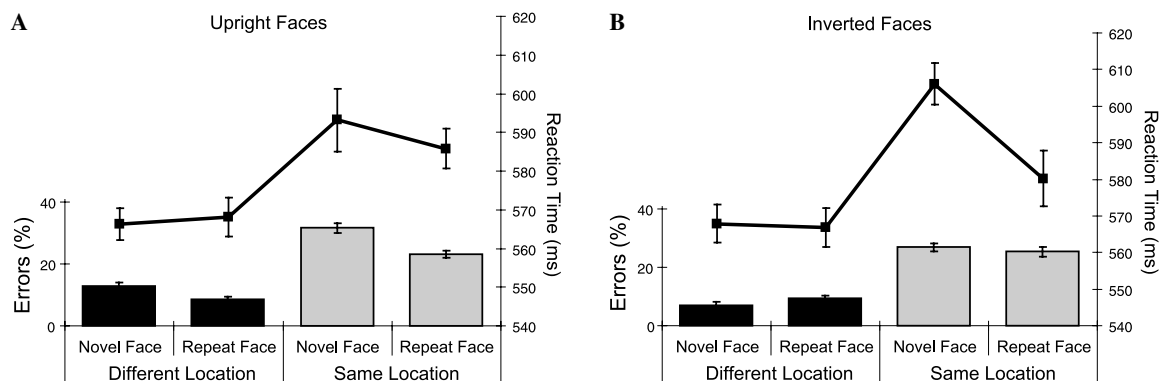 A
Upright Faces
Errors (%)
40
20
0
620
610
600
590
580
570
560
550
540
Reaction Time (ms)
Novel Face
Repeat Face
Novel Face
Repeat Face
Different Location
Same Location
B
Inverted Faces
Errors (%)
40
20
0
620
610
600
590
580
570
560
550
540
Reaction Time (ms)
Novel Face
Repeat Face
Novel Face
Repeat Face
Different Location
Same Location